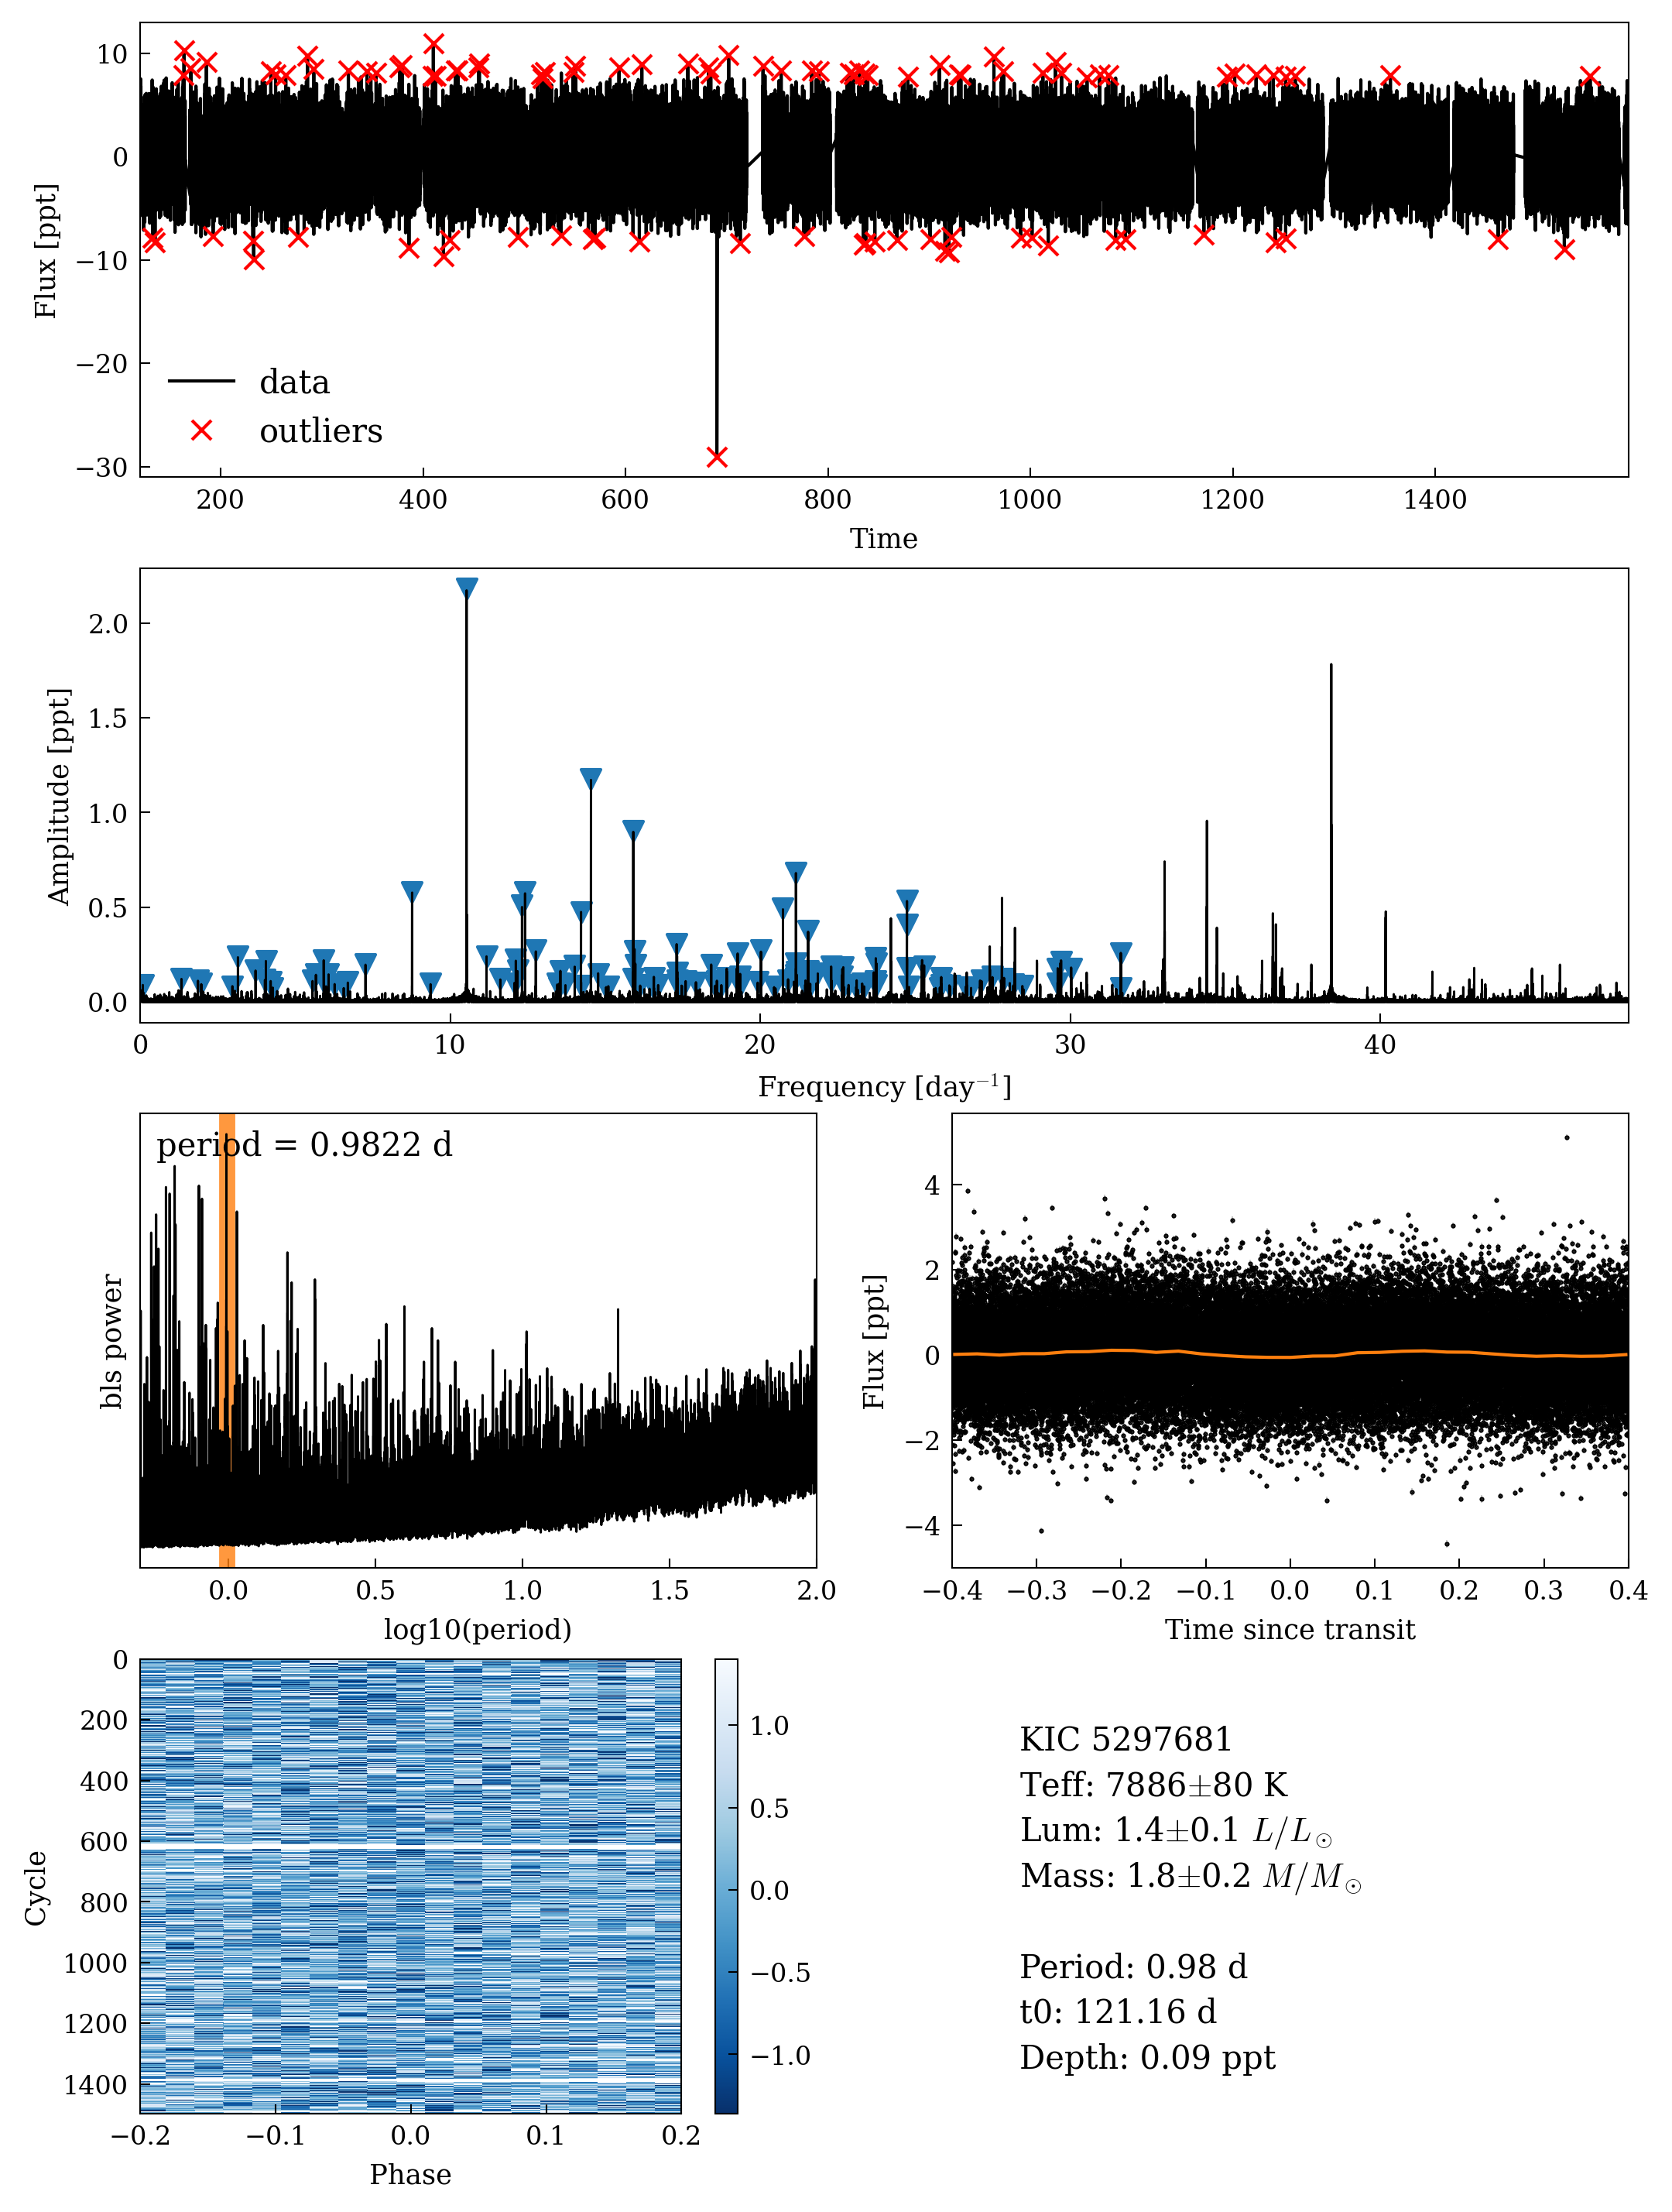 10
0
−10
−20
−30
Flux [ppt]
data
outliers
200 400 600 800 1000 1200 1400
Time
2.0
1.5
1.0
0.5
0.0
Amplitude [ppt]
0 10 20 30 40
Frequency [day⁻¹]
period = 0.9822 d
bls power
0.0 0.5 1.0 1.5 2.0
log10(period)
4
2
0
−2
−4
Flux [ppt]
−0.4 −0.3 −0.2 −0.1 0.0 0.1 0.2 0.3 0.4
Time since transit
0
200
400
600
800
1000
1200
1400
Cycle
−0.2 −0.1 0.0 0.1 0.2
Phase
1.0
0.5
0.0
−0.5
−1.0
KIC 5297681
Teff: 7886±80 K
Lum: 1.4±0.1 L/L☉
Mass: 1.8±0.2 M/M☉
Period: 0.98 d
t0: 121.16 d
Depth: 0.09 ppt